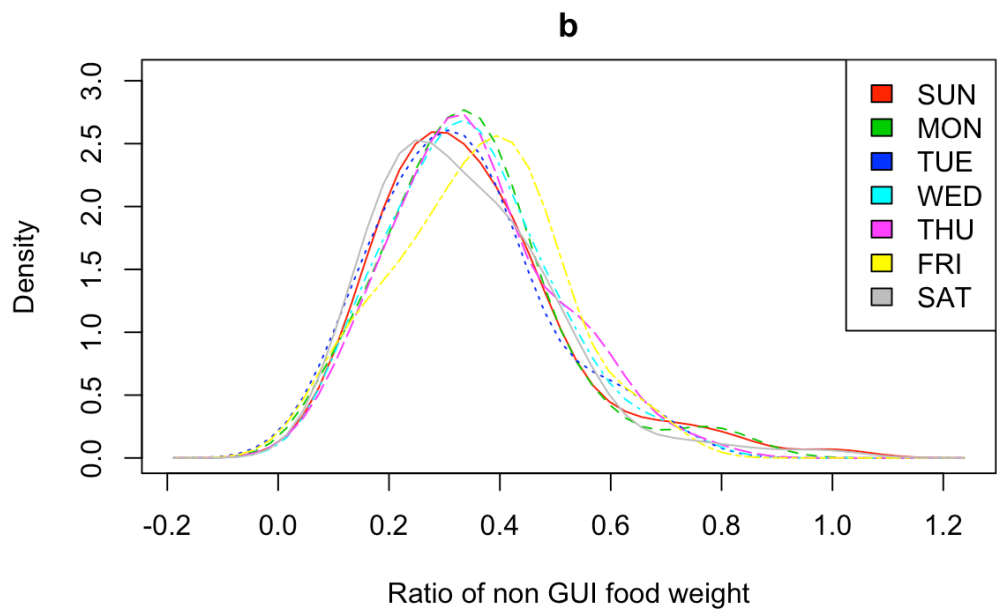 b
Density
0.0 0.5 1.0 1.5 2.0 2.5 3.0
SUN
MON
TUE
WED
THU
FRI
SAT
-0.2 0.0 0.2 0.4 0.6 0.8 1.0 1.2
Ratio of non GUI food weight